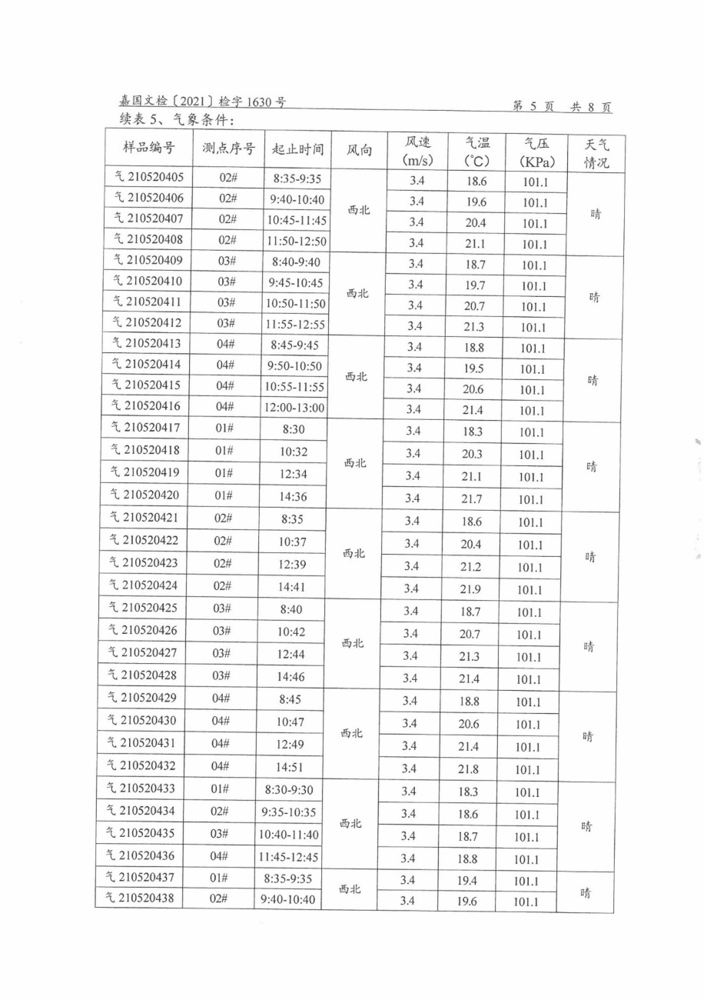 嘉国文检〔2021〕检字1630号 第 5 页 共 8 页
续表 5、气象条件:
样品编号 测点序号 起止时间 风向 风速 (m/s) 气温 (℃) 气压 (KPa) 天气情况
气 210520405 02# 8:35-9:35 西北 3.4 18.6 101.1 晴
气 210520406 02# 9:40-10:40 3.4 19.6 101.1
气 210520407 02# 10:45-11:45 3.4 20.4 101.1
气 210520408 02# 11:50-12:50 3.4 21.1 101.1
气 210520409 03# 8:40-9:40 西北 3.4 18.7 101.1 晴
气 210520410 03# 9:45-10:45 3.4 19.7 101.1
气 210520411 03# 10:50-11:50 3.4 20.7 101.1
气 210520412 03# 11:55-12:55 3.4 21.3 101.1
气 210520413 04# 8:45-9:45 西北 3.4 18.8 101.1 晴
气 210520414 04# 9:50-10:50 3.4 19.5 101.1
气 210520415 04# 10:55-11:55 3.4 20.6 101.1
气 210520416 04# 12:00-13:00 3.4 21.4 101.1
气 210520417 01# 8:30 西北 3.4 18.3 101.1 晴
气 210520418 01# 10:32 3.4 20.3 101.1
气 210520419 01# 12:34 3.4 21.1 101.1
气 210520420 01# 14:36 3.4 21.7 101.1
气 210520421 02# 8:35 西北 3.4 18.6 101.1 晴
气 210520422 02# 10:37 3.4 20.4 101.1
气 210520423 02# 12:39 3.4 21.2 101.1
气 210520424 02# 14:41 3.4 21.9 101.1
气 210520425 03# 8:40 西北 3.4 18.7 101.1 晴
气 210520426 03# 10:42 3.4 20.7 101.1
气 210520427 03# 12:44 3.4 21.3 101.1
气 210520428 03# 14:46 3.4 21.4 101.1
气 210520429 04# 8:45 西北 3.4 18.8 101.1 晴
气 210520430 04# 10:47 3.4 20.6 101.1
气 210520431 04# 12:49 3.4 21.4 101.1
气 210520432 04# 14:51 3.4 21.8 101.1
气 210520433 01# 8:30-9:30 西北 3.4 18.3 101.1 晴
气 210520434 02# 9:35-10:35 3.4 18.6 101.1
气 210520435 03# 10:40-11:40 3.4 18.7 101.1
气 210520436 04# 11:45-12:45 3.4 18.8 101.1
气 210520437 01# 8:35-9:35 西北 3.4 19.4 101.1 晴
气 210520438 02# 9:40-10:40 3.4 19.6 101.1